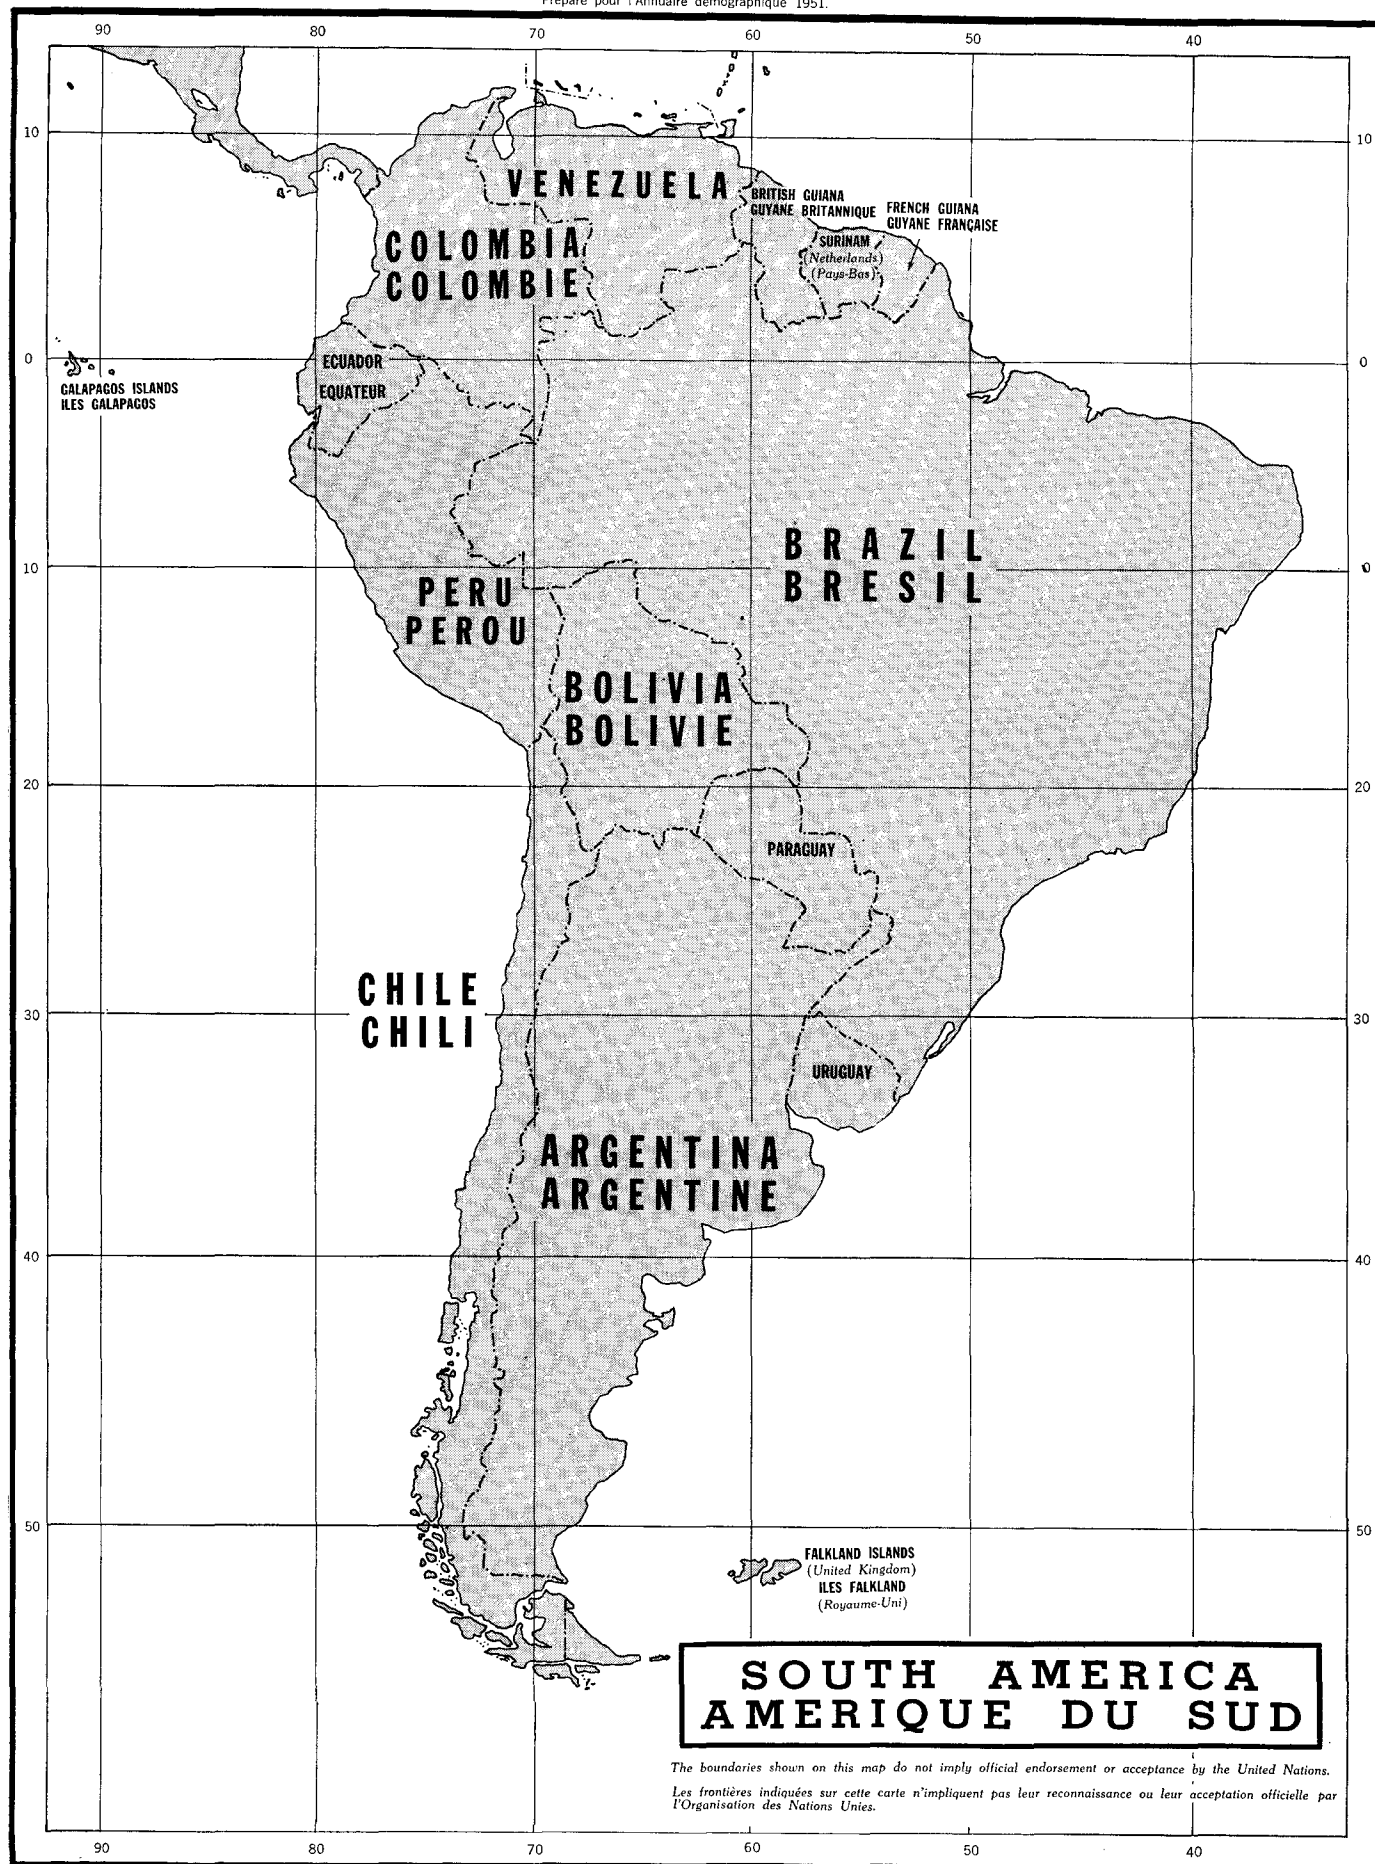 Préparé pour l'Annuaire démographique 1951.
90 80 70 60 50 40
10 10
VENEZUELA
BRITISH GUIANA
GUYANE BRITANNIQUE
FRENCH GUIANA
GUYANE FRANÇAISE
SURINAM
(Netherlands)
(Pays-Bas)
COLOMBIA
COLOMBIE
0 0
ECUADOR
EQUATEUR
GALAPAGOS ISLANDS
ILES GALAPAGOS
BRAZIL
BRESIL
10 0
PERU
PEROU
BOLIVIA
BOLIVIE
20 20
PARAGUAY
CHILE
CHILI
30 30
URUGUAY
ARGENTINA
ARGENTINE
40 40
50 50
FALKLAND ISLANDS
(United Kingdom)
ILES FALKLAND
(Royaume-Uni)
SOUTH AMERICA
AMERIQUE DU SUD
The boundaries shown on this map do not imply official endorsement or acceptance by the United Nations.
Les frontières indiquées sur cette carte n'impliquent pas leur reconnaissance ou leur acceptation officielle par
l'Organisation des Nations Unies.
90 80 70 60 50 40